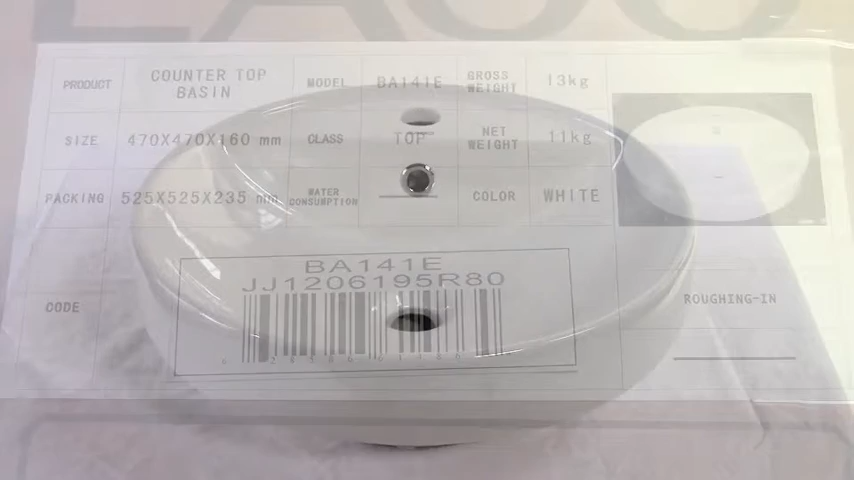 PRODUCT COUNTER TOP BASIN MODEL BA141E GROSS WEIGHT 13kg
SIZE 470X470X160 mm CLASS TOP NET WEIGHT 11kg
PACKING 525X525X235 mm WATER CONSUMPTION COLOR WHITE
CODE
BA141E
JJ1206195R80
ROUGHING-IN